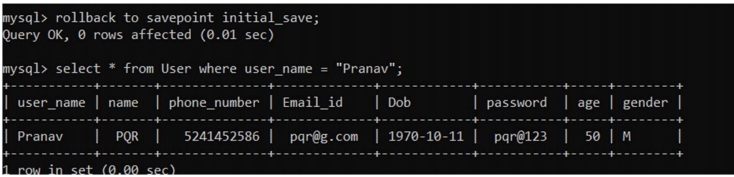 mysql> rollback to savepoint initial_save;
Query OK, 0 rows affected (0.01 sec)
mysql> select * from User where user_name = "Pranav";
+-----------+------+--------------+-----------+------------+----------+-----+--------+
| user_name | name | phone_number | Email_id | Dob | password | age | gender |
+-----------+------+--------------+-----------+------------+----------+-----+--------+
| Pranav | PQR | 5241452586 | pqr@g.com | 1970-10-11 | pqr@123 | 50 | M |
+-----------+------+--------------+-----------+------------+----------+-----+--------+
1 row in set (0.00 sec)